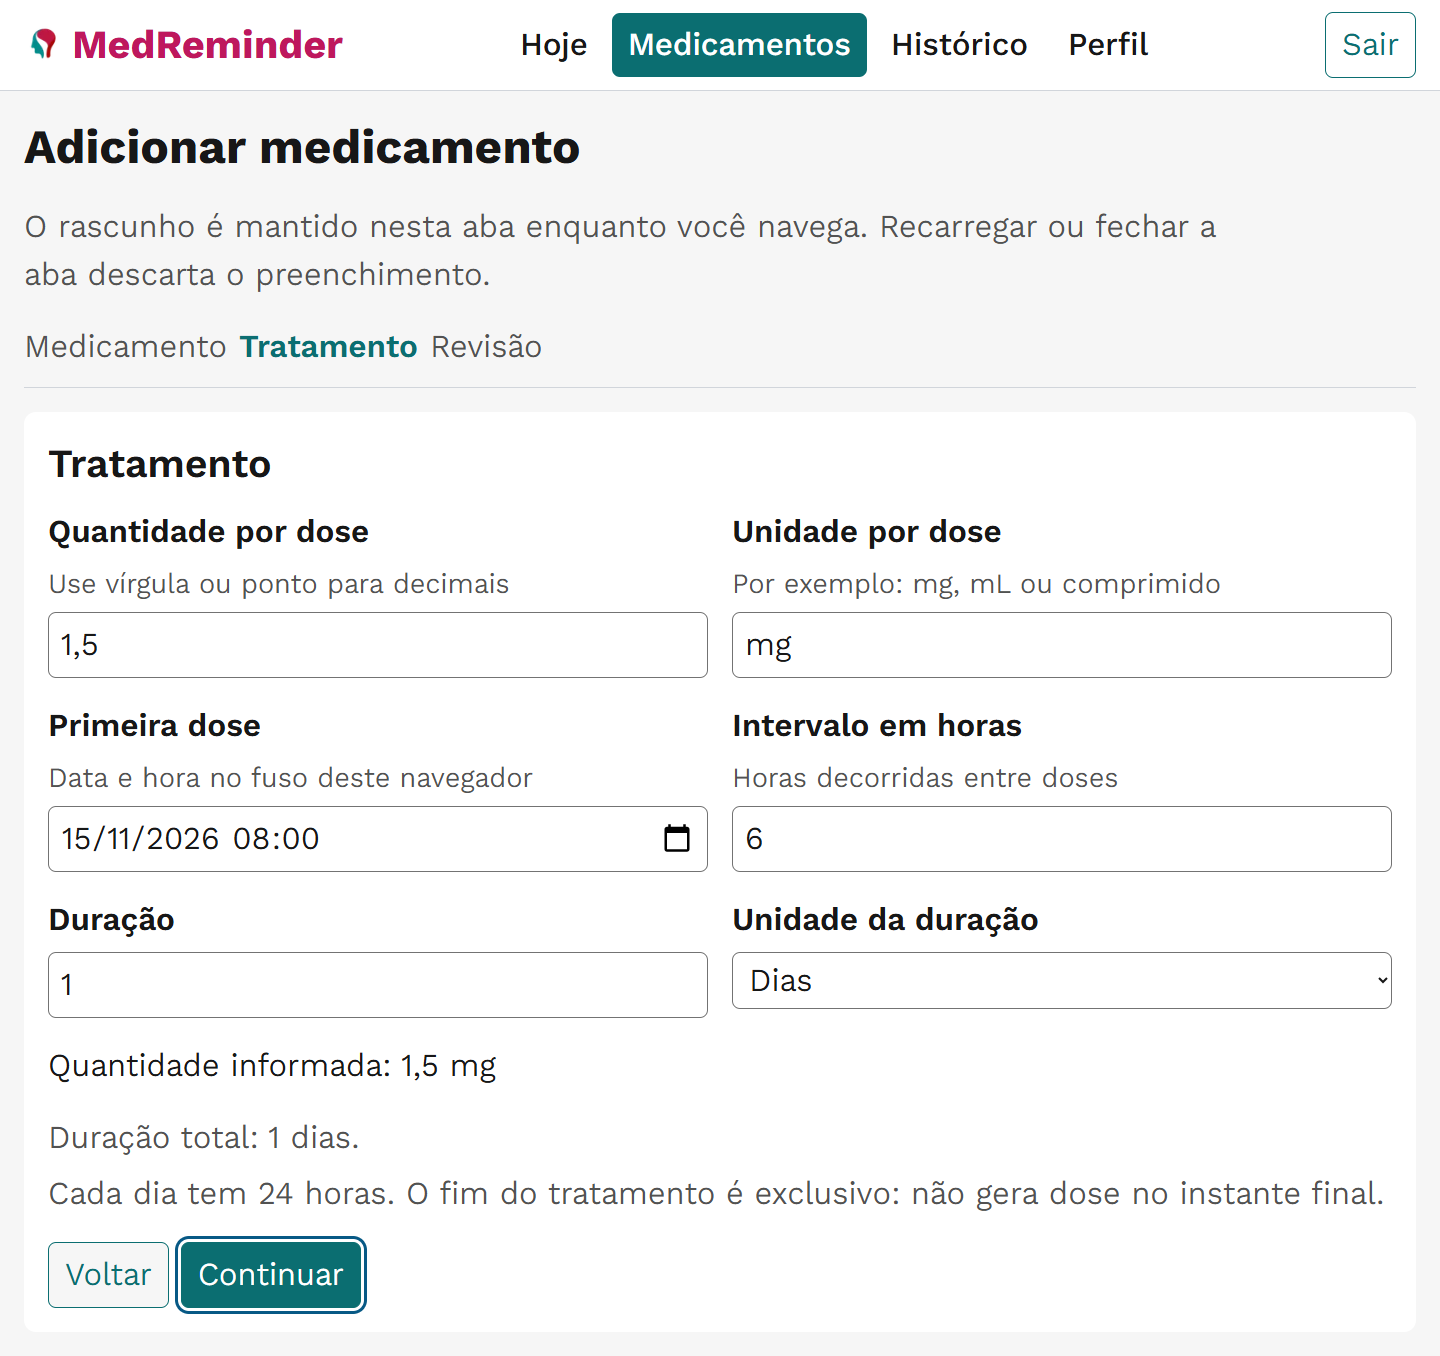 MedReminder
Hoje
Medicamentos
Histórico
Perfil
Sair
Adicionar medicamento
O rascunho é mantido nesta aba enquanto você navega. Recarregar ou fechar a
aba descarta o preenchimento.
Medicamento Tratamento Revisão
Tratamento
Quantidade por dose
Use vírgula ou ponto para decimais
1,5
Unidade por dose
Por exemplo: mg, mL ou comprimido
mg
Primeira dose
Data e hora no fuso deste navegador
15/11/2026 08:00
Intervalo em horas
Horas decorridas entre doses
6
Duração
1
Unidade da duração
Dias
Quantidade informada: 1,5 mg
Duração total: 1 dias.
Cada dia tem 24 horas. O fim do tratamento é exclusivo: não gera dose no instante final.
Voltar
Continuar